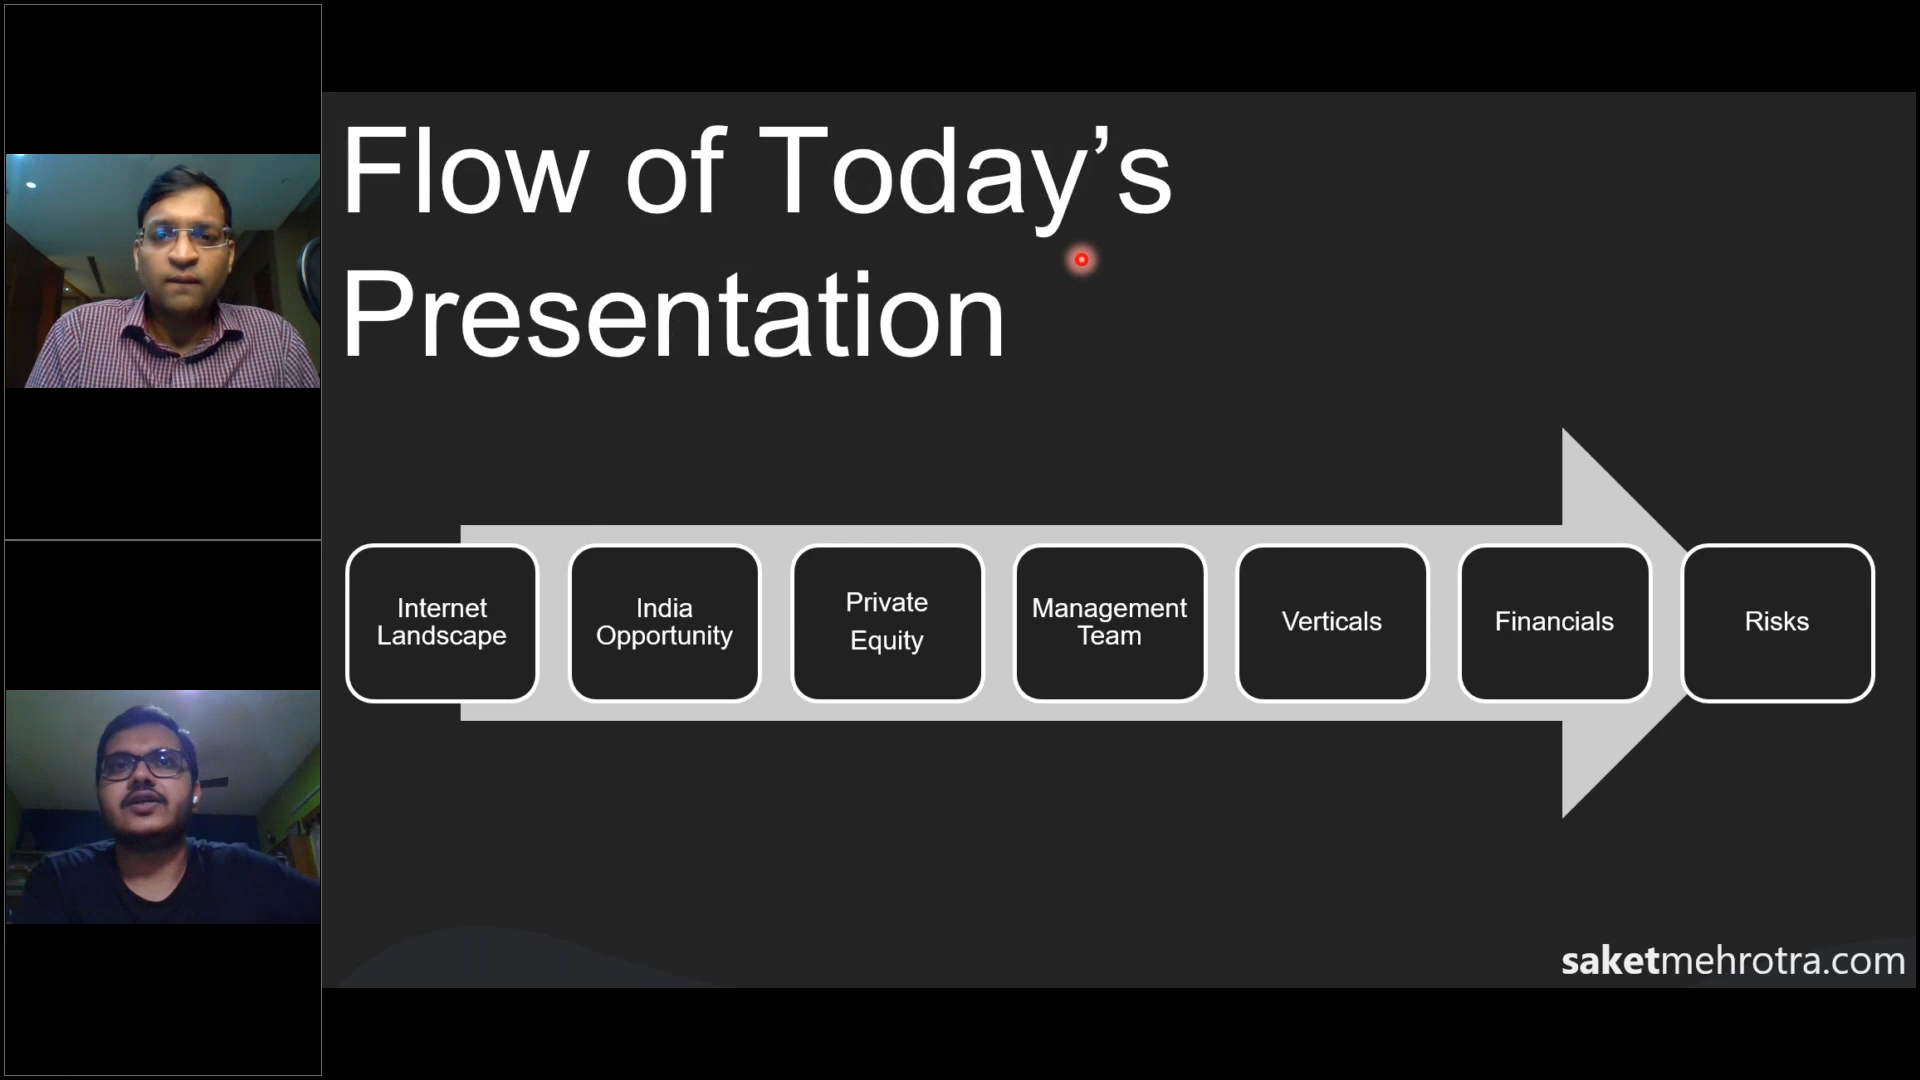 Flow of Today’s
Presentation
Internet
Landscape
India
Opportunity
Private
Equity
Management
Team
Verticals
Financials
Risks
saketmehrotra.com